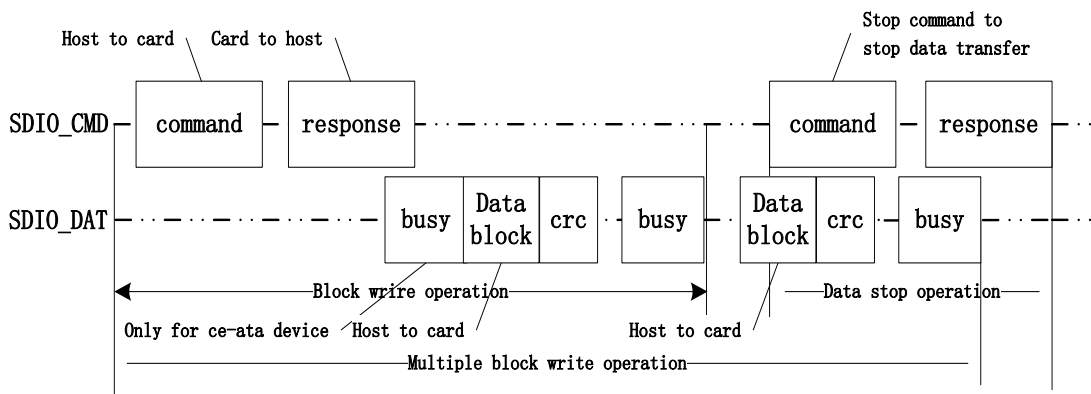 Stop command to
stop data transfer
Host to card
Card to host
SDIO_CMD
command
response
command
response
SDIO_DAT
busy
Data
block
crc
busy
Data
block
crc
busy
Block wrire operation
Data stop operation
Only for ce-ata device
Host to card
Host to card
Multiple block write operation